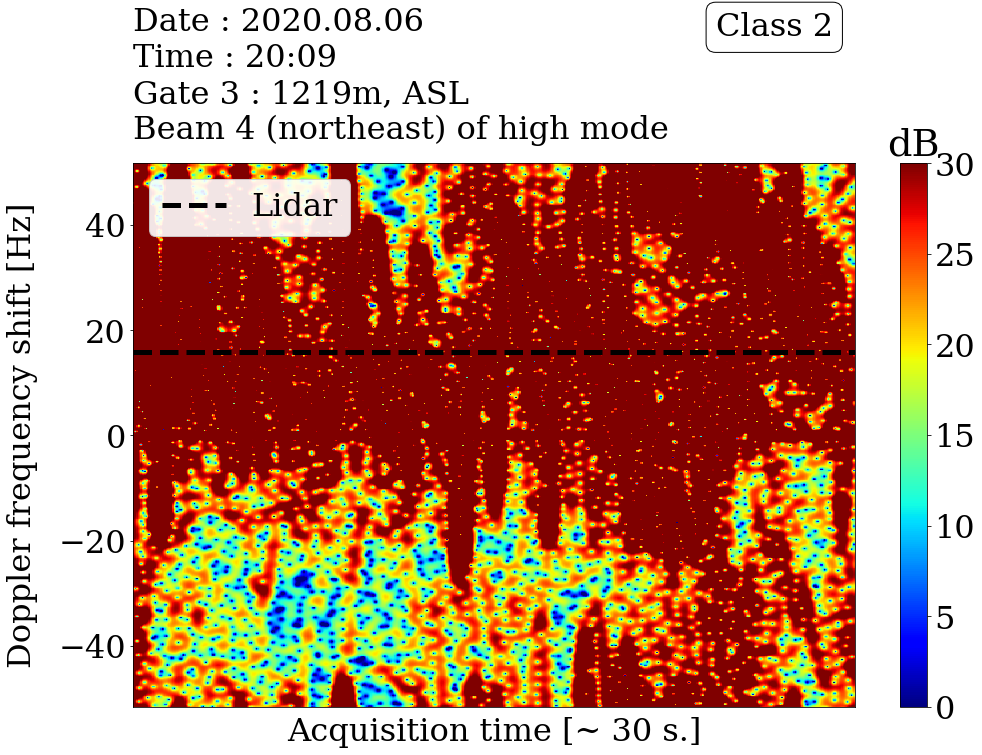 Date : 2020.08.06
Time : 20:09
Gate 3 : 1219m, ASL
Beam 4 (northeast) of high mode
Class 2
dB
Lidar
Doppler frequency shift [Hz]
40
20
0
−20
−40
30
25
20
15
10
5
0
Acquisition time [~ 30 s.]